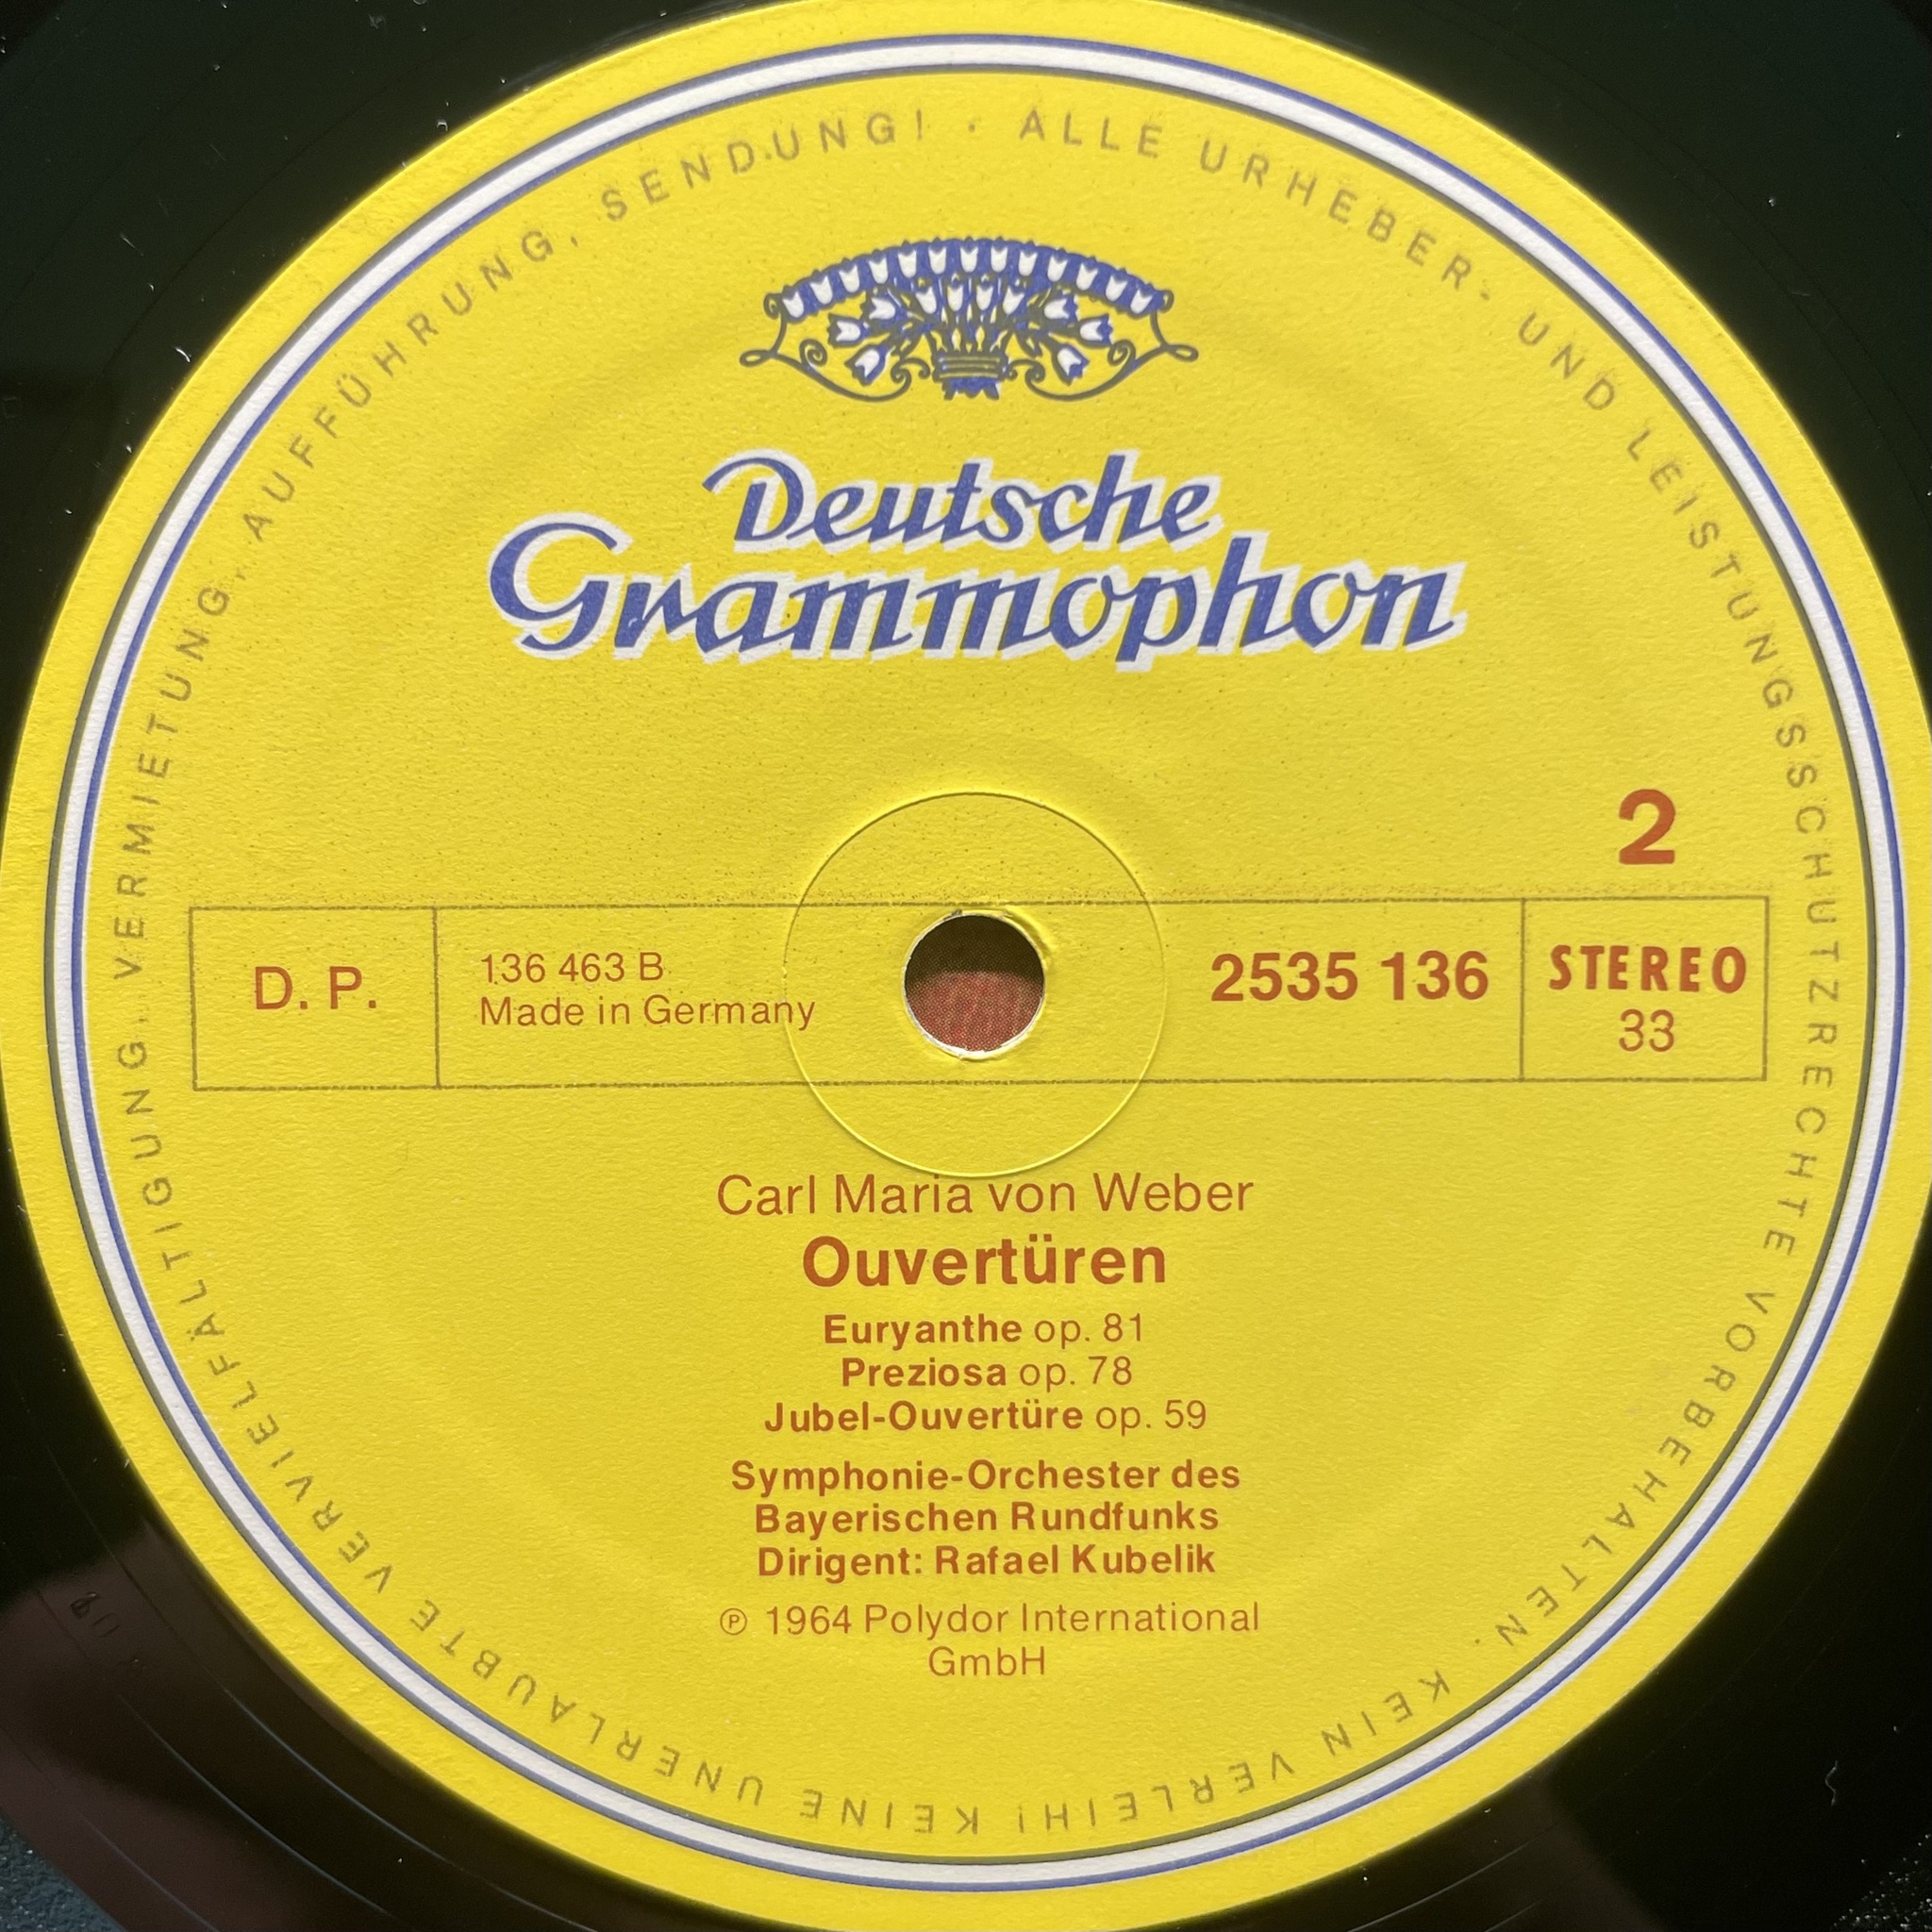 ALLE URHEBER- UND LEISTUNGSSCHUTZRECHTE VORBEHALTEN · KEIN VERLEIH! KEINE UNERLAUBTE VERVIELFÄLTIGUNG, VERMIETUNG, AUFFÜHRUNG, SENDUNG! ·
Deutsche
Grammophon
2
D. P.
136 463 B
Made in Germany
2535 136
STEREO
33
Carl Maria von Weber
Ouvertüren
Euryanthe op. 81
Preziosa op. 78
Jubel-Ouvertüre op. 59
Symphonie-Orchester des
Bayerischen Rundfunks
Dirigent: Rafael Kubelik
℗ 1964 Polydor International
GmbH